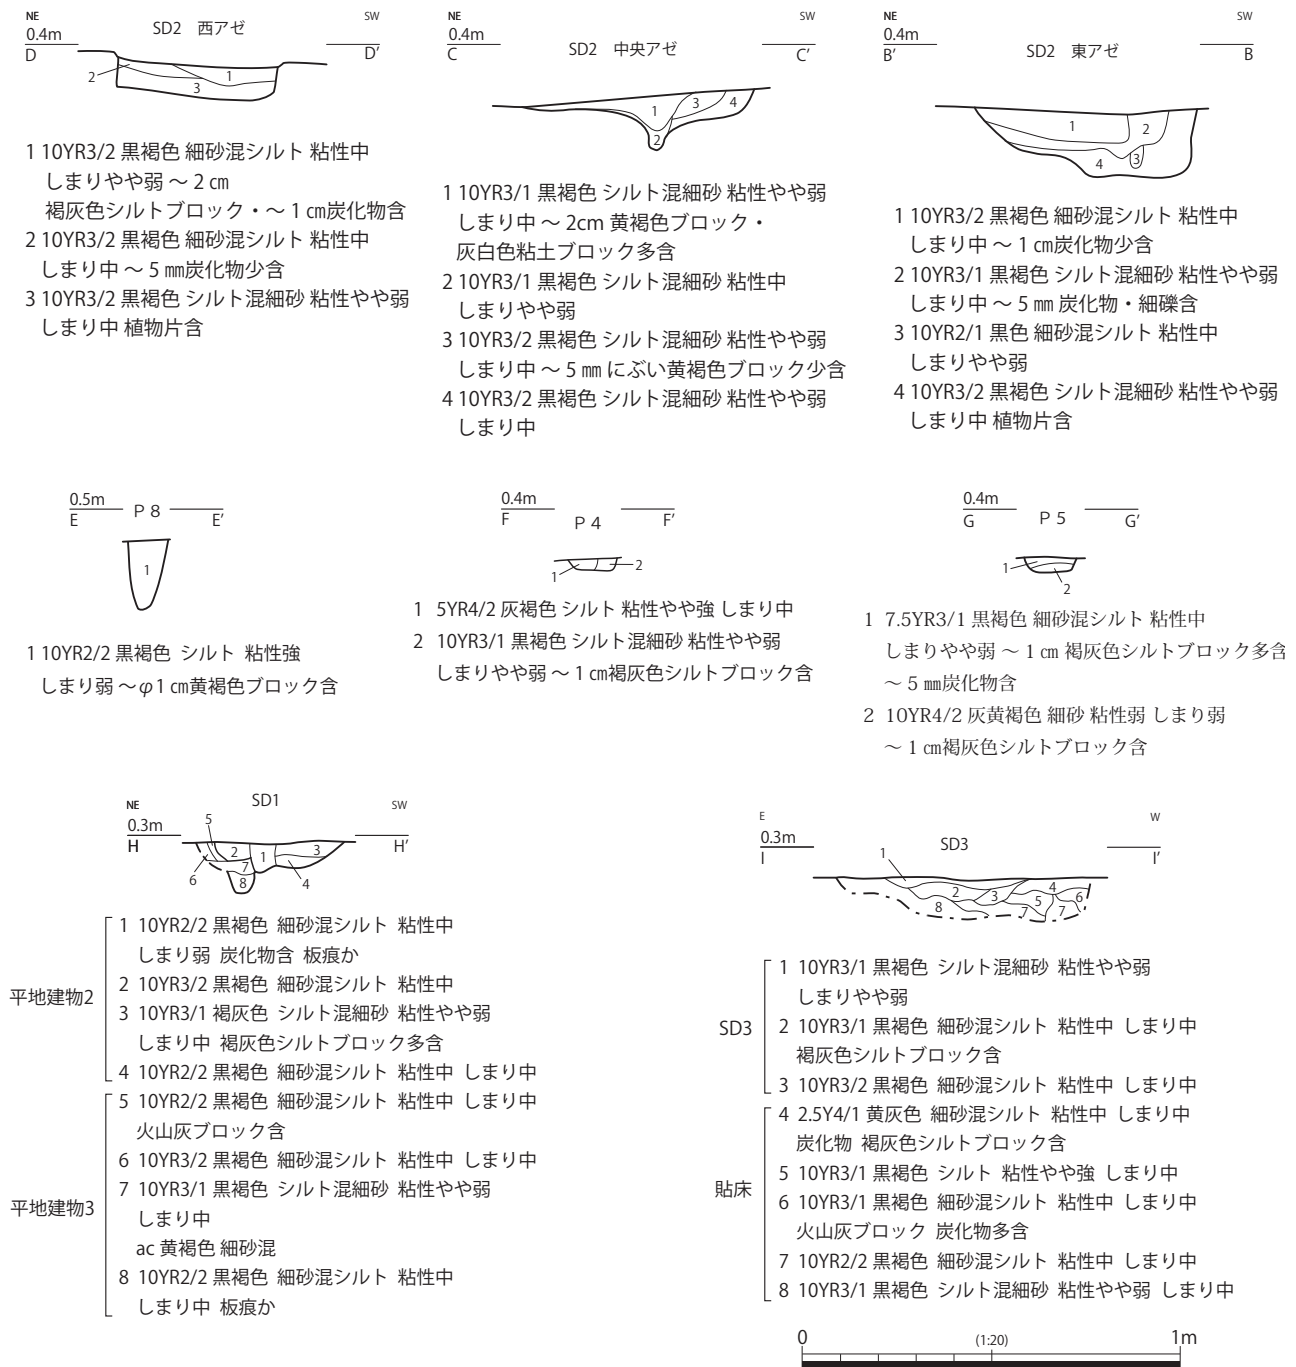 NE
SW
0.4m
SD2 西アゼ
D
D′
1
2
3
1 10YR3/2 黒褐色 細砂混シルト 粘性中
しまりやや弱 ～ 2 ㎝
褐灰色シルトブロック・～ 1 ㎝炭化物含
2 10YR3/2 黒褐色 細砂混シルト 粘性中
しまり中 ～ 5 ㎜炭化物少含
3 10YR3/2 黒褐色 シルト混細砂 粘性やや弱
しまり中 植物片含
NE
SW
0.4m
SD2 中央アゼ
C
C′
1
3
4
2
1 10YR3/1 黒褐色 シルト混細砂 粘性やや弱
しまり中 ～ 2cm 黄褐色ブロック・
灰白色粘土ブロック多含
2 10YR3/1 黒褐色 シルト混細砂 粘性中
しまりやや弱
3 10YR3/2 黒褐色 シルト混細砂 粘性やや弱
しまり中 ～ 5 ㎜ にぶい黄褐色ブロック少含
4 10YR3/2 黒褐色 シルト混細砂 粘性やや弱
しまり中
NE
SW
0.4m
SD2 東アゼ
B′
B
1
2
3
4
1 10YR3/2 黒褐色 細砂混シルト 粘性中
しまり中 ～ 1 ㎝炭化物少含
2 10YR3/1 黒褐色 シルト混細砂 粘性やや弱
しまり中 ～ 5 ㎜ 炭化物・細礫含
3 10YR2/1 黒色 細砂混シルト 粘性中
しまりやや弱
4 10YR3/2 黒褐色 シルト混細砂 粘性やや弱
しまり中 植物片含
0.5m
P 8
E
E′
1
1 10YR2/2 黒褐色 シルト 粘性強
しまり弱 ～φ1 ㎝黄褐色ブロック含
0.4m
P 4
F
F′
1
2
1 5YR4/2 灰褐色 シルト 粘性やや強 しまり中
2 10YR3/1 黒褐色 シルト混細砂 粘性やや弱
しまりやや弱 ～ 1 ㎝褐灰色シルトブロック含
0.4m
P 5
G
G′
1
2
1 7.5YR3/1 黒褐色 細砂混シルト 粘性中
しまりやや弱 ～ 1 ㎝ 褐灰色シルトブロック多含
～ 5 ㎜炭化物含
2 10YR4/2 灰黄褐色 細砂 粘性弱 しまり弱
～ 1 ㎝褐灰色シルトブロック含
NE
SD1
SW
0.3m
H
H′
5
2
1
3
7
6
8
4
平地建物2
1 10YR2/2 黒褐色 細砂混シルト 粘性中
しまり弱 炭化物含 板痕か
2 10YR3/2 黒褐色 細砂混シルト 粘性中
3 10YR3/1 褐灰色 シルト混細砂 粘性やや弱
しまり中 褐灰色シルトブロック多含
4 10YR2/2 黒褐色 細砂混シルト 粘性中 しまり中
平地建物3
5 10YR2/2 黒褐色 細砂混シルト 粘性中 しまり中
火山灰ブロック含
6 10YR3/2 黒褐色 細砂混シルト 粘性中 しまり中
7 10YR3/1 黒褐色 シルト混細砂 粘性やや弱
しまり中
ac 黄褐色 細砂混
8 10YR2/2 黒褐色 細砂混シルト 粘性中
しまり中 板痕か
E
W
0.3m
SD3
I
I′
1
2
3
4
5
6
7
7
8
SD3
1 10YR3/1 黒褐色 シルト混細砂 粘性やや弱
しまりやや弱
2 10YR3/1 黒褐色 細砂混シルト 粘性中 しまり中
褐灰色シルトブロック含
3 10YR3/2 黒褐色 細砂混シルト 粘性中 しまり中
貼床
4 2.5Y4/1 黄灰色 細砂混シルト 粘性中 しまり中
炭化物 褐灰色シルトブロック含
5 10YR3/1 黒褐色 シルト 粘性やや強 しまり中
6 10YR3/1 黒褐色 細砂混シルト 粘性中 しまり中
火山灰ブロック 炭化物多含
7 10YR2/2 黒褐色 細砂混シルト 粘性中 しまり中
8 10YR3/1 黒褐色 シルト混細砂 粘性やや弱 しまり中
0
(1:20)
1m